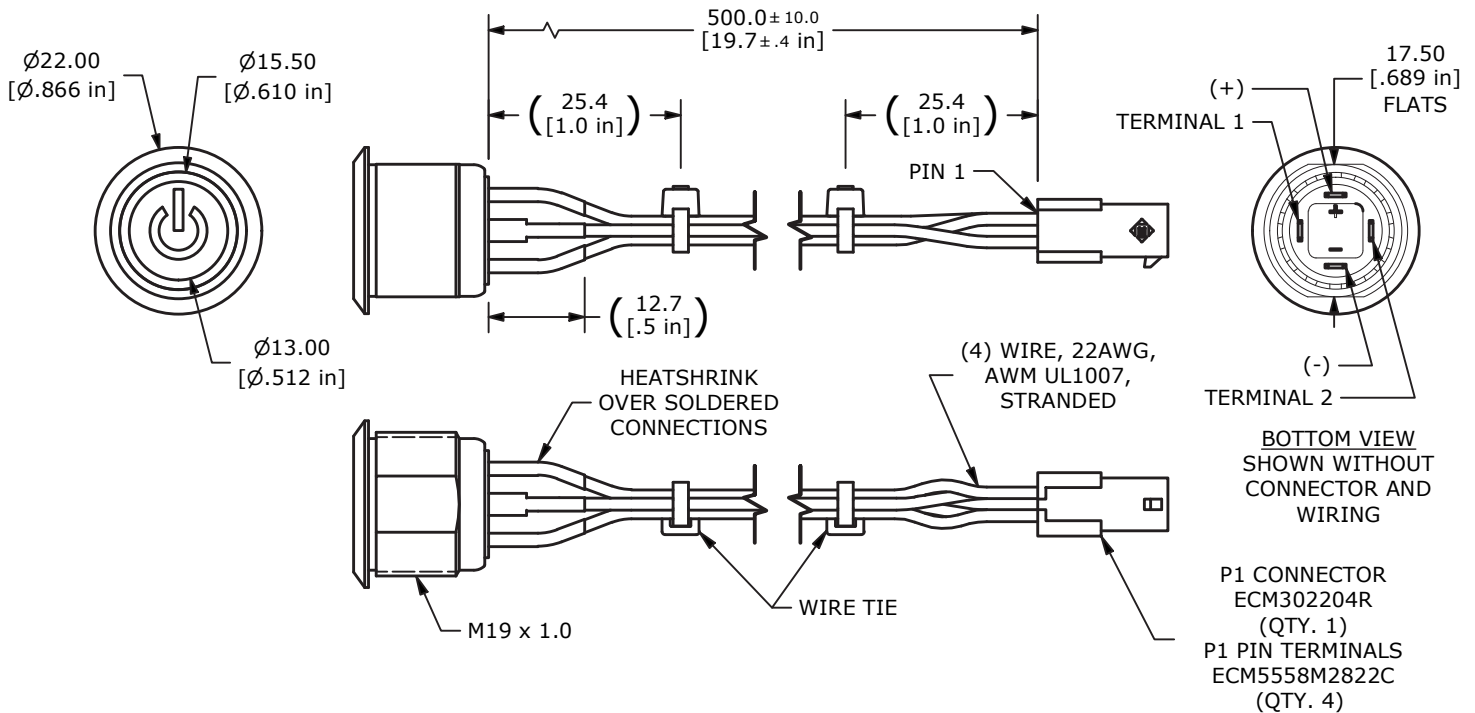 500.0 ± 10.0
[19.7 ± .4 in]
Ø22.00
[Ø.866 in]
Ø15.50
[Ø.610 in]
(25.4
[1.0 in])
(25.4
[1.0 in])
17.50
[.689 in]
FLATS
(+)
TERMINAL 1
PIN 1
+
-
(12.7
[.5 in])
Ø13.00
[Ø.512 in]
(-)
TERMINAL 2
HEATSHRINK
OVER SOLDERED
CONNECTIONS
(4) WIRE, 22AWG,
AWM UL1007,
STRANDED
BOTTOM VIEW
SHOWN WITHOUT
CONNECTOR AND
WIRING
WIRE TIE
M19 x 1.0
P1 CONNECTOR
ECM302204R
(QTY. 1)
P1 PIN TERMINALS
ECM5558M2822C
(QTY. 4)